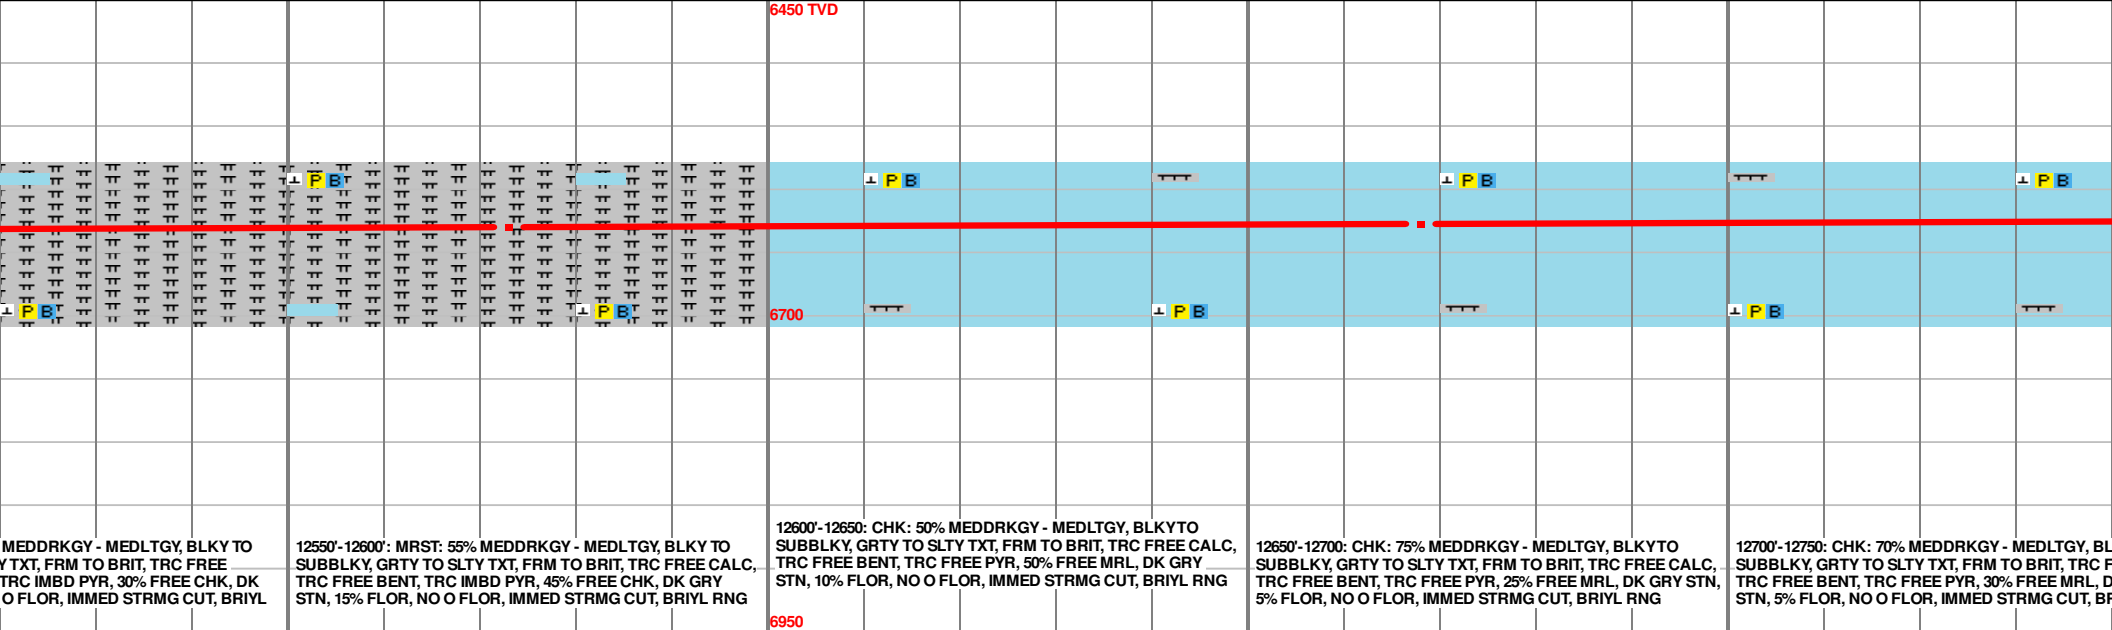 6450 TVD
P B
P B
P B
P B
P B
P B
P B
P B
6700
MEDDRKGY - MEDLTGY, BLKY TO
Y TXT, FRM TO BRIT, TRC FREE
TRC IMBD PYR, 30% FREE CHK, DK
O FLOR, IMMED STRMG CUT, BRIYL
12550'-12600': MRST: 55% MEDDRKGY - MEDLTGY, BLKY TO
SUBBLKY, GRTY TO SLTY TXT, FRM TO BRIT, TRC FREE CALC,
TRC FREE BENT, TRC IMBD PYR, 45% FREE CHK, DK GRY
STN, 15% FLOR, NO O FLOR, IMMED STRMG CUT, BRIYL RNG
12600'-12650: CHK: 50% MEDDRKGY - MEDLTGY, BLKY TO
SUBBLKY, GRTY TO SLTY TXT, FRM TO BRIT, TRC FREE CALC,
TRC FREE BENT, TRC FREE PYR, 50% FREE MRL, DK GRY
STN, 10% FLOR, NO O FLOR, IMMED STRMG CUT, BRIYL RNG
12650'-12700: CHK: 75% MEDDRKGY - MEDLTGY, BLKY TO
SUBBLKY, GRTY TO SLTY TXT, FRM TO BRIT, TRC FREE CALC,
TRC FREE BENT, TRC FREE PYR, 25% FREE MRL, DK GRY STN,
5% FLOR, NO O FLOR, IMMED STRMG CUT, BRIYL RNG
12700'-12750: CHK: 70% MEDDRKGY - MEDLTGY, BL
SUBBLKY, GRTY TO SLTY TXT, FRM TO BRIT, TRC F
TRC FREE BENT, TRC FREE PYR, 30% FREE MRL, D
STN, 5% FLOR, NO O FLOR, IMMED STRMG CUT, BR
6950